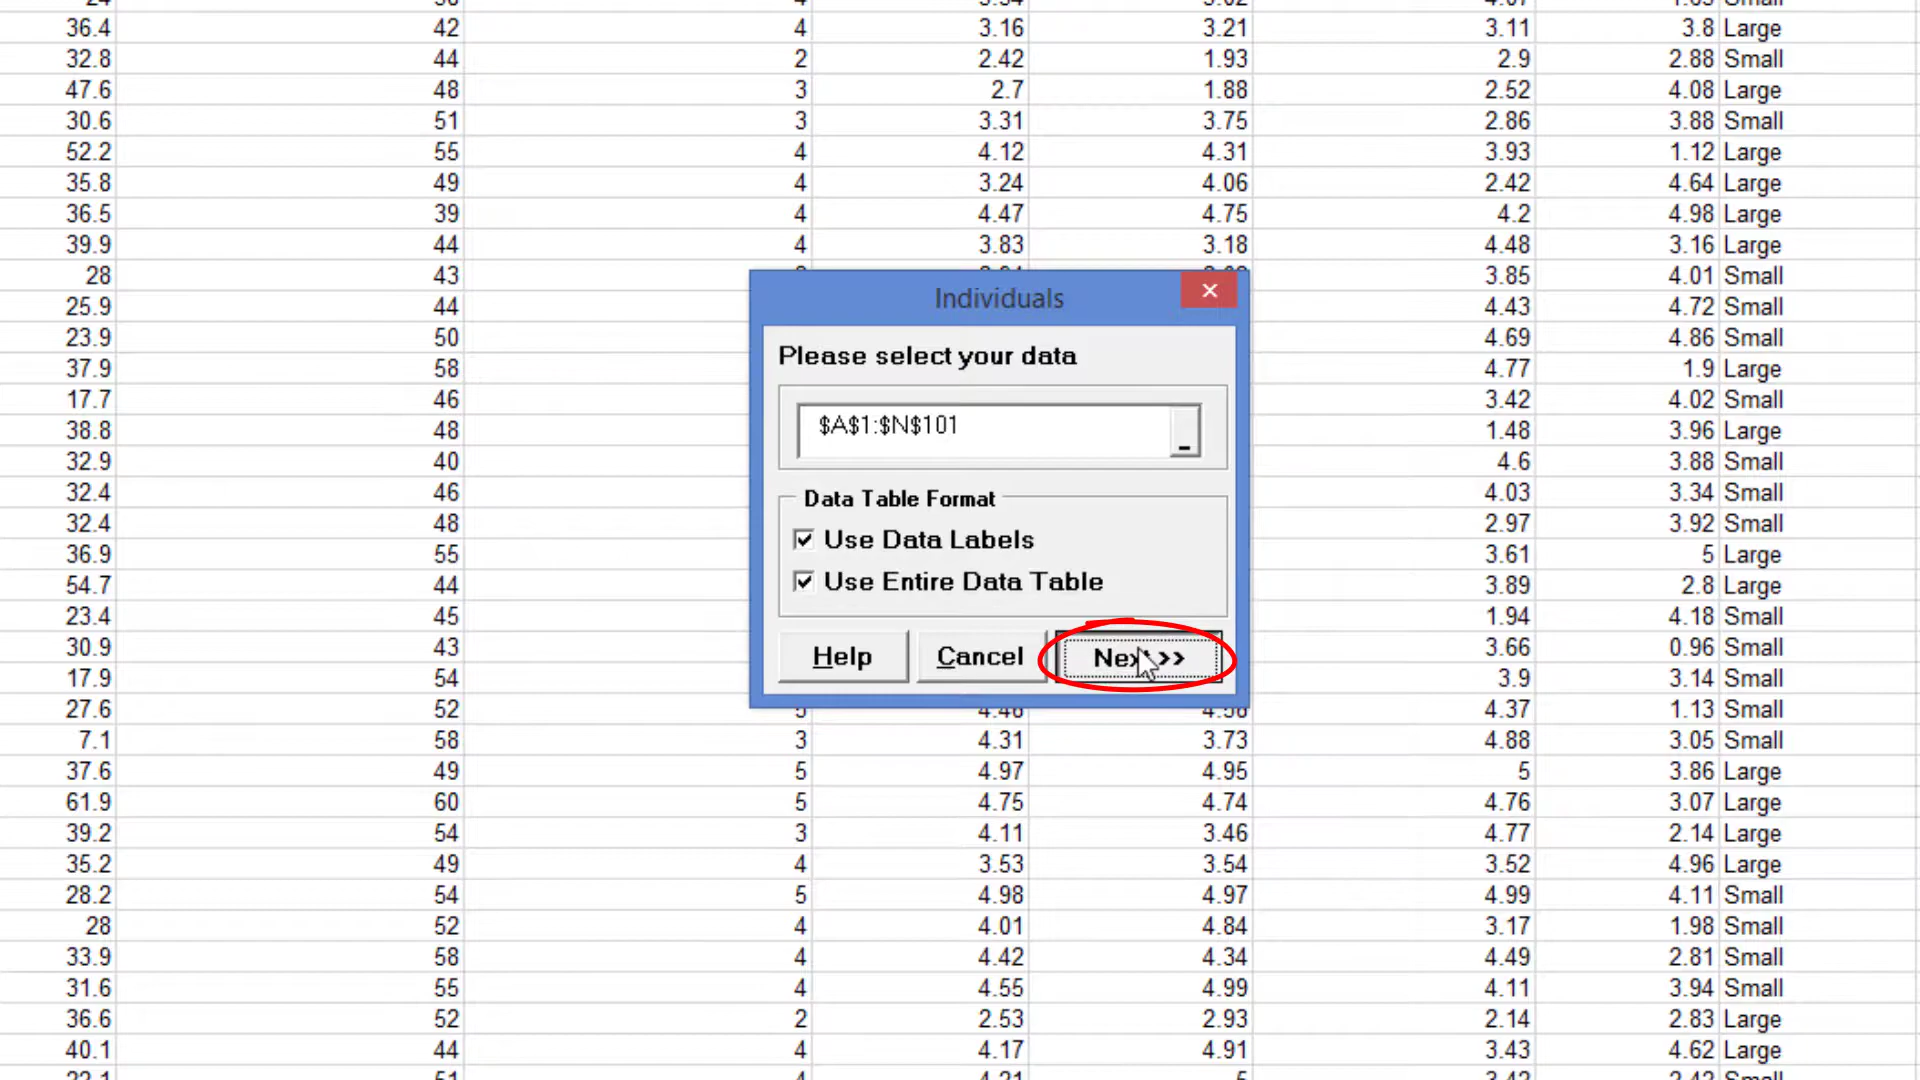 36.4 42 4 3.16 3.21 3.11 3.8 Large
32.8 44 2 2.42 1.93 2.9 2.88 Small
47.6 48 3 2.7 1.88 2.52 4.08 Large
30.6 51 3 3.31 3.75 2.86 3.88 Small
52.2 55 4 4.12 4.31 3.93 1.12 Large
35.8 49 4 3.24 4.06 2.42 4.64 Large
36.5 39 4 4.47 4.75 4.2 4.98 Large
39.9 44 4 3.83 3.18 4.48 3.16 Large
28 43 3.85 4.01 Small
Individuals
25.9 44 4.43 4.72 Small
23.9 50 4.69 4.86 Small
Please select your data
37.9 58 4.77 1.9 Large
17.7 46 3.42 4.02 Small
$A$1:$N$101
38.8 48 1.48 3.96 Large
32.9 40 4.6 3.88 Small
32.4 46 4.03 3.34 Small
Data Table Format
32.4 48 2.97 3.92 Small
Use Data Labels
36.9 55 3.61 5 Large
Use Entire Data Table
54.7 44 3.89 2.8 Large
23.4 45 1.94 4.18 Small
30.9 43 3.66 0.96 Small
Help Cancel Next >>
17.9 54 3.9 3.14 Small
27.6 52 5 4.46 4.56 4.37 1.13 Small
7.1 58 3 4.31 3.73 4.88 3.05 Small
37.6 49 5 4.97 4.95 5 3.86 Large
61.9 60 5 4.75 4.74 4.76 3.07 Large
39.2 54 3 4.11 3.46 4.77 2.14 Large
35.2 49 4 3.53 3.54 3.52 4.96 Large
28.2 54 5 4.98 4.97 4.99 4.11 Small
28 52 4 4.01 4.84 3.17 1.98 Small
33.9 58 4 4.42 4.34 4.49 2.81 Small
31.6 55 4 4.55 4.99 4.11 3.94 Small
36.6 52 2 2.53 2.93 2.14 2.83 Large
40.1 44 4 4.17 4.91 3.43 4.62 Large